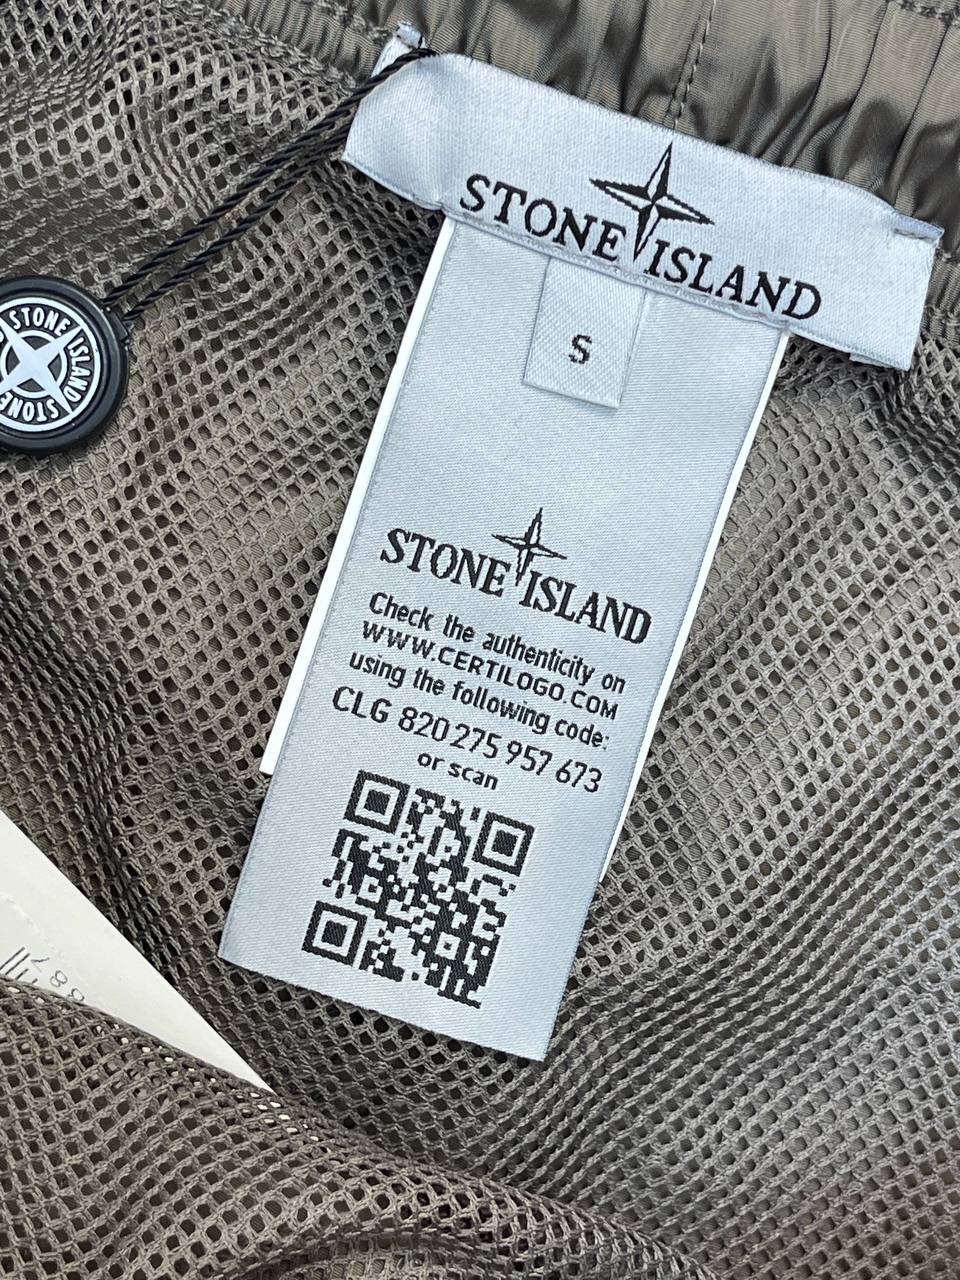 STONE ISLAND
S
STONE ISLAND
Check the authenticity on
WWW.CERTILOGO.COM
using the following code:
CLG 820 275 957 673
or scan
STONE ISLAND STONE
87